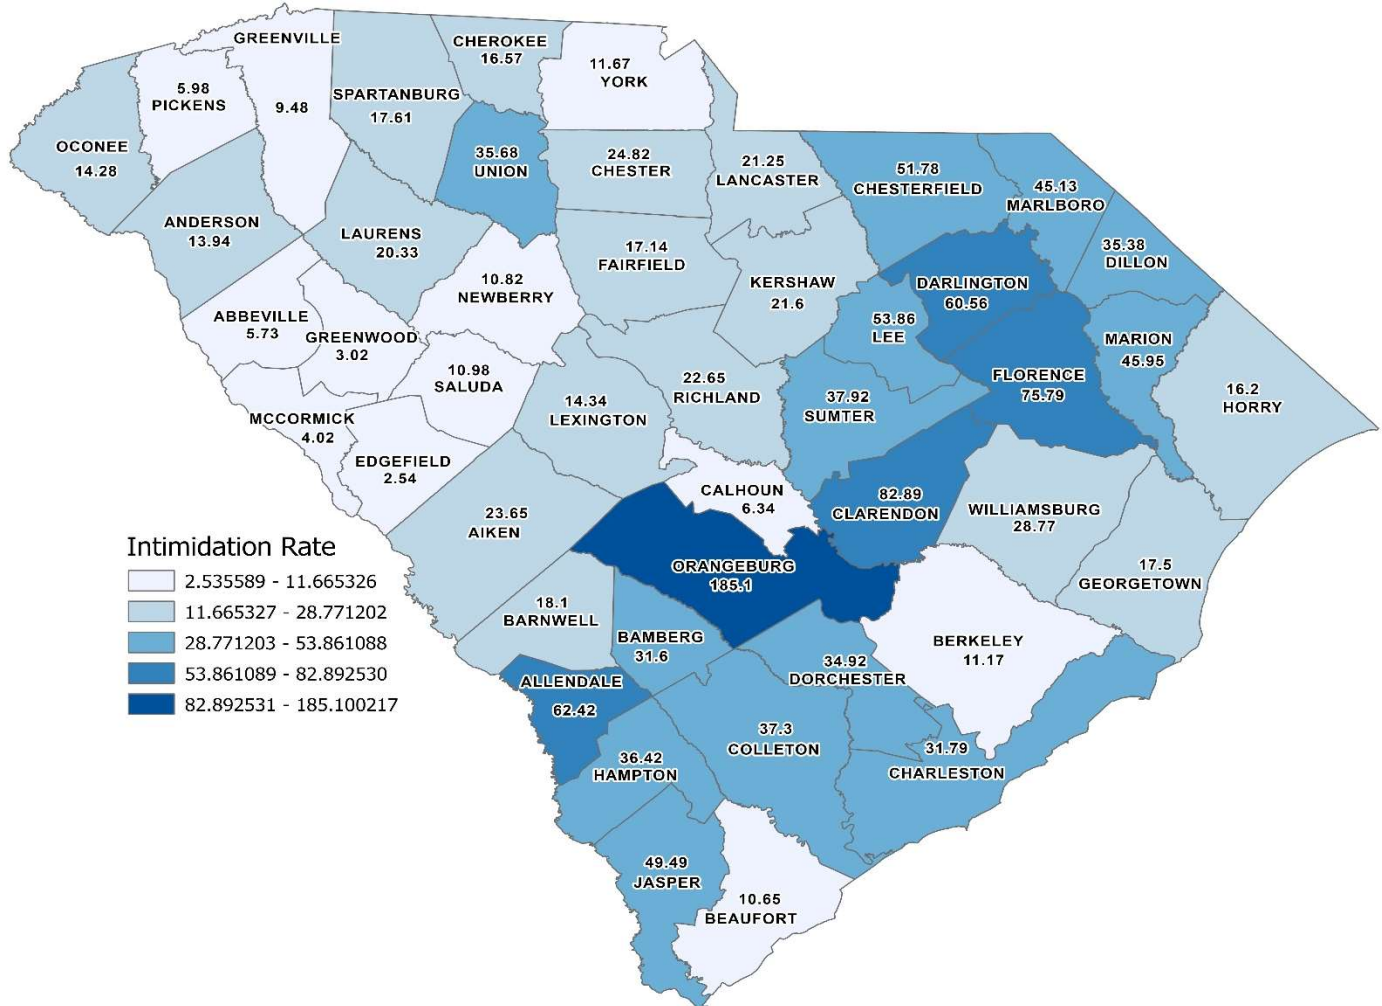 GREENVILLE
9.48
CHEROKEE
16.57
11.67
YORK
5.98
PICKENS
SPARTANBURG
17.61
OCONEE
14.28
35.68
UNION
24.82
CHESTER
21.25
LANCASTER
51.78
CHESTERFIELD
45.13
MARLBORO
ANDERSON
13.94
LAURENS
20.33
17.14
FAIRFIELD
35.38
DILLON
10.82
NEWBERRY
KERSHAW
21.6
DARLINGTON
60.56
ABBEVILLE
5.73
GREENWOOD
3.02
53.86
LEE
MARION
45.95
10.98
SALUDA
22.65
RICHLAND
FLORENCE
75.79
16.2
HORRY
MCCORMICK
4.02
14.34
LEXINGTON
37.92
SUMTER
EDGEFIELD
2.54
CALHOUN
6.34
82.89
CLARENDON
WILLIAMSBURG
28.77
23.65
AIKEN
ORANGEBURG
185.1
17.5
GEORGETOWN
18.1
BARNWELL
BAMBERG
31.6
BERKELEY
11.17
34.92
DORCHESTER
ALLENDALE
62.42
37.3
COLLETON
31.79
CHARLESTON
36.42
HAMPTON
49.49
JASPER
10.65
BEAUFORT
Intimidation Rate
2.535589 - 11.665326
11.665327 - 28.771202
28.771203 - 53.861088
53.861089 - 82.892530
82.892531 - 185.100217